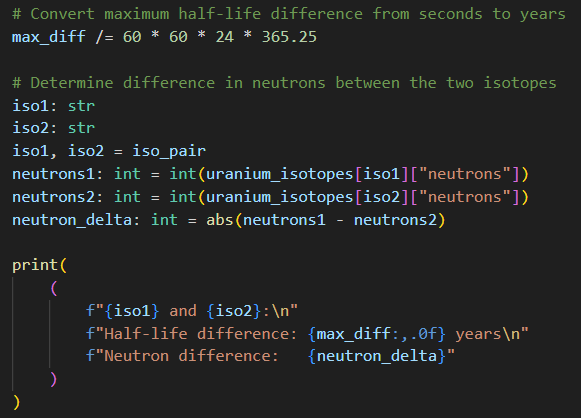 # Convert maximum half-life difference from seconds to years
max_diff /= 60 * 60 * 24 * 365.25

# Determine difference in neutrons between the two isotopes
iso1: str
iso2: str
iso1, iso2 = iso_pair
neutrons1: int = int(uranium_isotopes[iso1]["neutrons"])
neutrons2: int = int(uranium_isotopes[iso2]["neutrons"])
neutron_delta: int = abs(neutrons1 - neutrons2)

print(
    (
        f"{iso1} and {iso2}:\n"
        f"Half-life difference: {max_diff:,.0f} years\n"
        f"Neutron difference:   {neutron_delta}"
    )
)